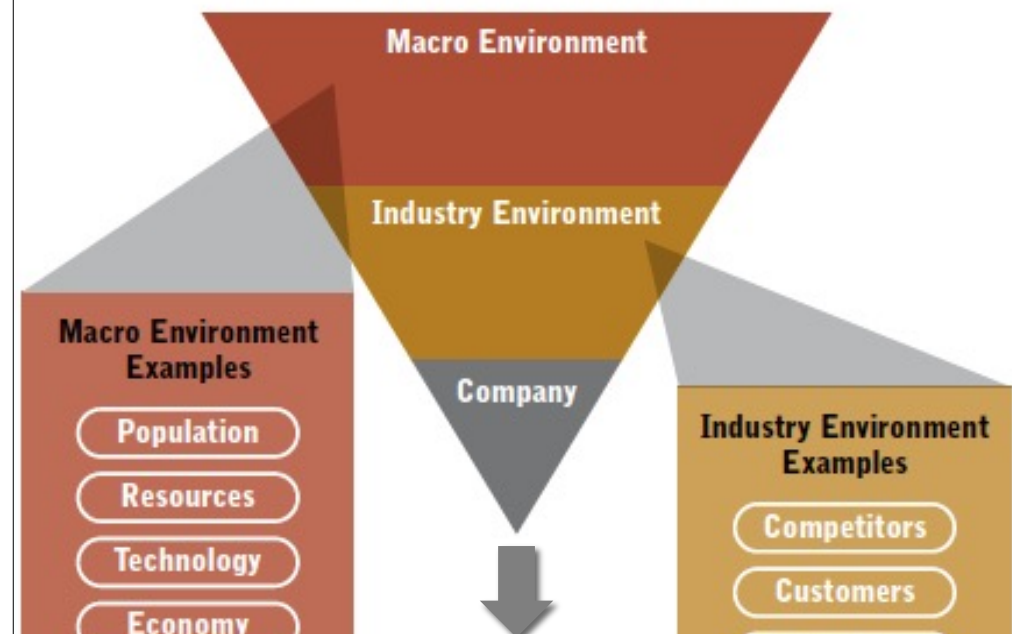 Macro Environment
Industry Environment
Company
Macro Environment
Examples
Population
Resources
Technology
Economy
Industry Environment
Examples
Competitors
Customers